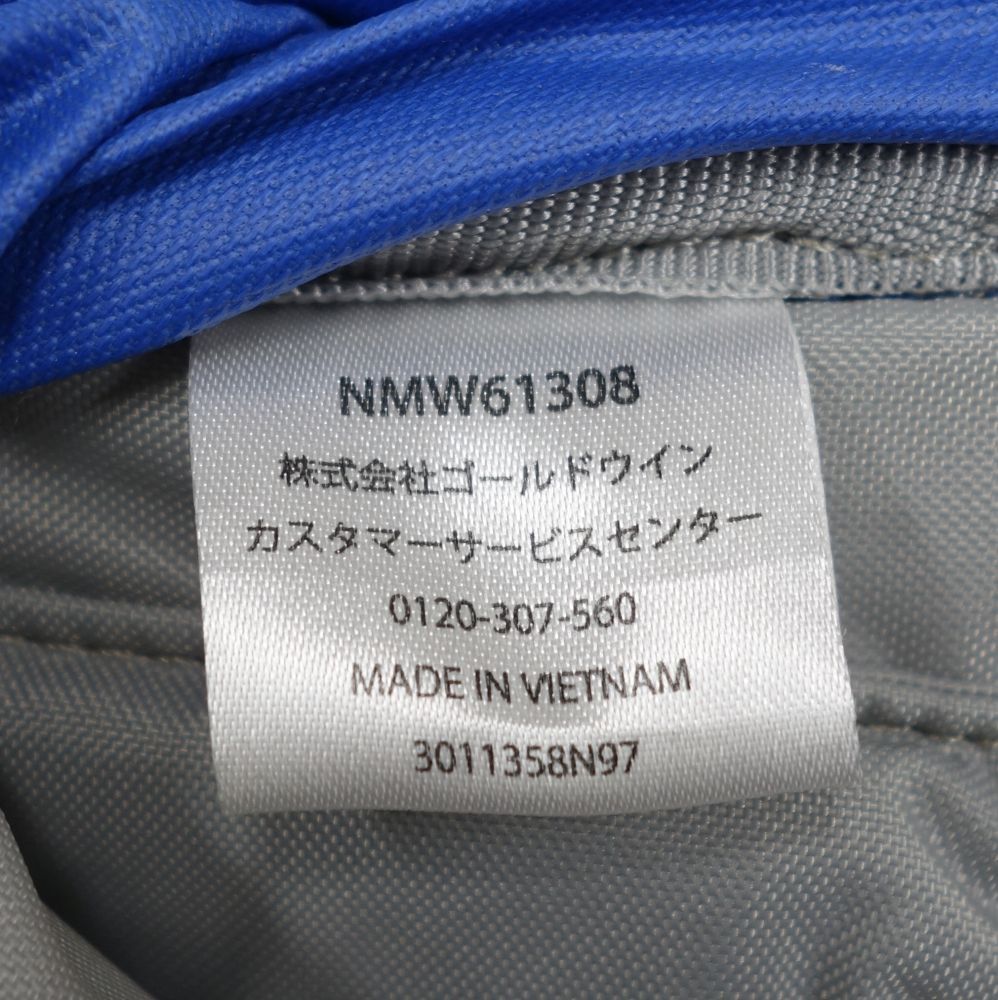 NMW61308
株式会社ゴールドウイン
カスタマーサービスセンター
0120-307-560
MADE IN VIETNAM
3011358N97